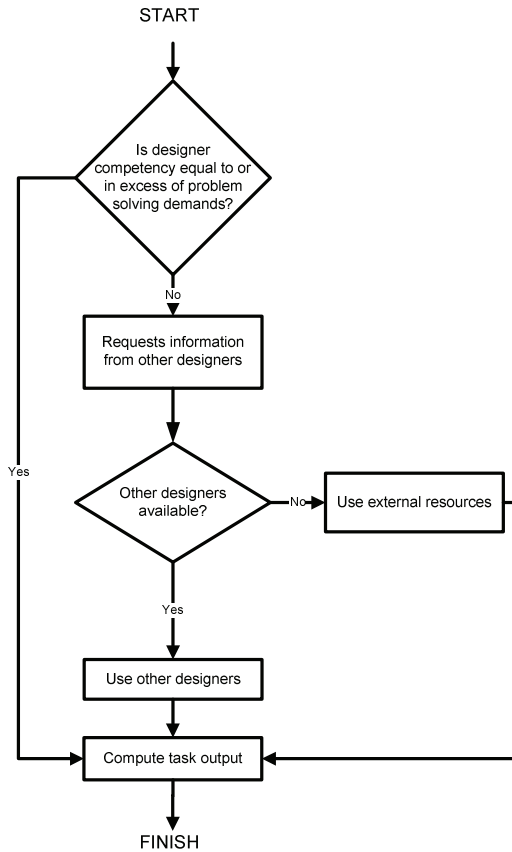 START
Is designer
competency equal to or
in excess of problem
solving demands?
No
Requests information
from other designers
Yes
Other designers
available?
No
Use external resources
Yes
Use other designers
Compute task output
FINISH